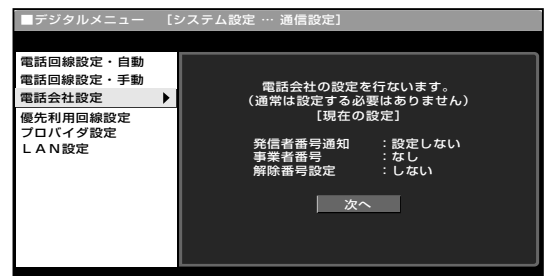 ■デジタルメニュー [システム設定 … 通信設定]
電話回線設定・自動
電話回線設定・手動
電話会社設定 ▶
優先利用回線設定
プロバイダ設定
ＬＡＮ設定
電話会社の設定を行ないます。
（通常は設定する必要はありません）
[現在の設定]
発信者番号通知 ：設定しない
事業者番号 ：なし
解除番号設定 ：しない
次へ